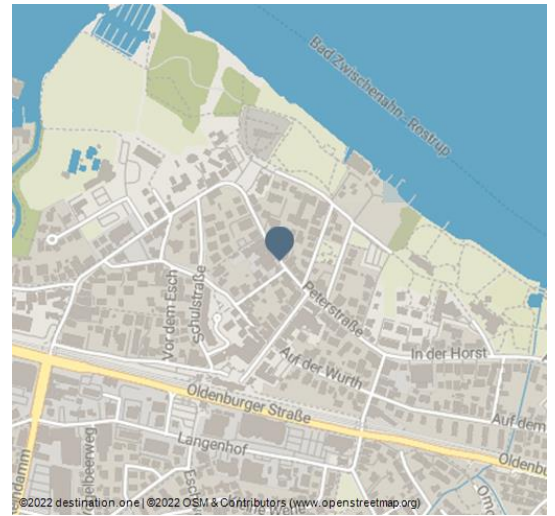 Bad Zwischenahn - Rostrup
Vor dem Esch
Schulstraße
Peterstraße
In der Horst
Auf der Wurth
Oldenburger Straße
Auf dem
Langenhof
Oldenbu
©2022 destination.one | ©2022 OSM & Contributors (www.openstreetmap.org)